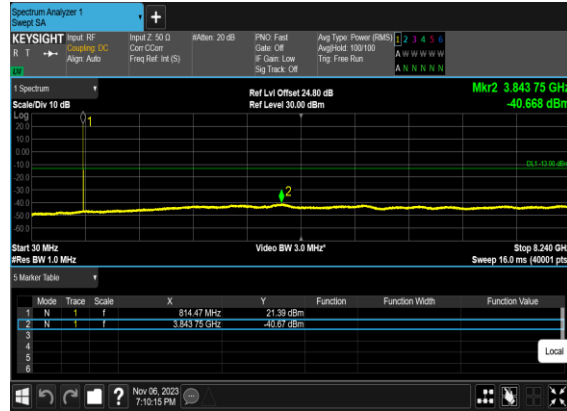 Spectrum Analyzer 1
Swept SA
+
KEYSIGHT Input: RF Input Z: 50 Ω #Atten: 20 dB PNO: Fast Avg Type: Power (RMS) 1 2 3 4 5 6
R T Coupling: DC Corr CCorr Gate: Off Avg|Hold: 100/100 A W W W W W
Align: Auto Freq Ref: Int (S) IF Gain: Low Trig: Free Run
Sig Track: Off A N N N N N
1 Spectrum Ref Lvl Offset 24.80 dB Mkr2 3.843 75 GHz
Scale/Div 10 dB Ref Level 30.00 dBm -40.668 dBm
Log
1
20.0
10.0
0.00
-10.0 DL1 -13.00 dBm
-20.0
-30.0
2
-40.0
-50.0
-60.0
Start 30 MHz Video BW 3.0 MHz* Stop 8.240 GH
#Res BW 1.0 MHz Sweep 16.0 ms (40001 pts
5 Marker Table
Mode Trace Scale X Y Function Function Width Function Value
1 N 1 f 814.47 MHz 21.39 dBm
2 N 1 f 3.843 75 GHz -40.67 dBm
3
4
5
6
Local
? Nov 06, 2023
7:10:15 PM